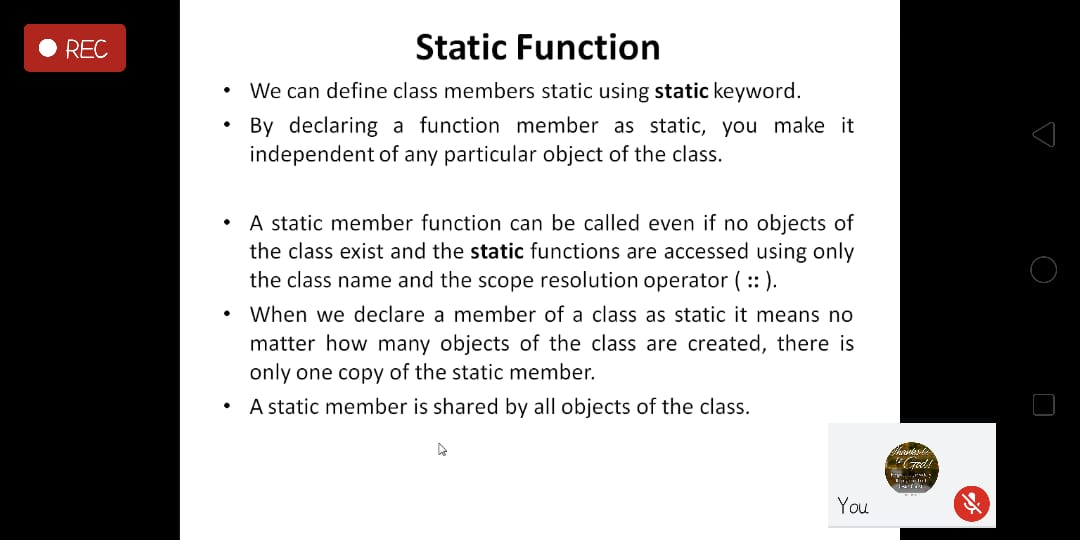 REC
Static Function
• We can define class members static using static keyword.
• By declaring a function member as static, you make it
independent of any particular object of the class.
• A static member function can be called even if no objects of
the class exist and the static functions are accessed using only
the class name and the scope resolution operator ( :: ).
• When we declare a member of a class as static it means no
matter how many objects of the class are created, there is
only one copy of the static member.
• A static member is shared by all objects of the class.
Thanks be
to God!
You